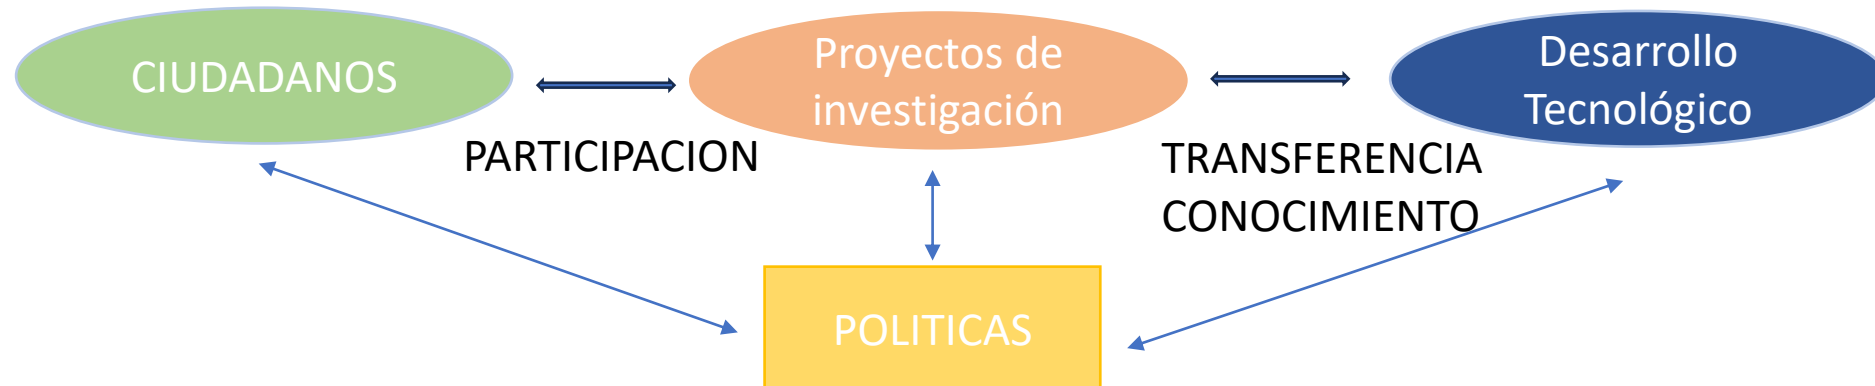 CIUDADANOS
Proyectos de
investigación
Desarrollo
Tecnológico
PARTICIPACION
TRANSFERENCIA
CONOCIMIENTO
POLITICAS